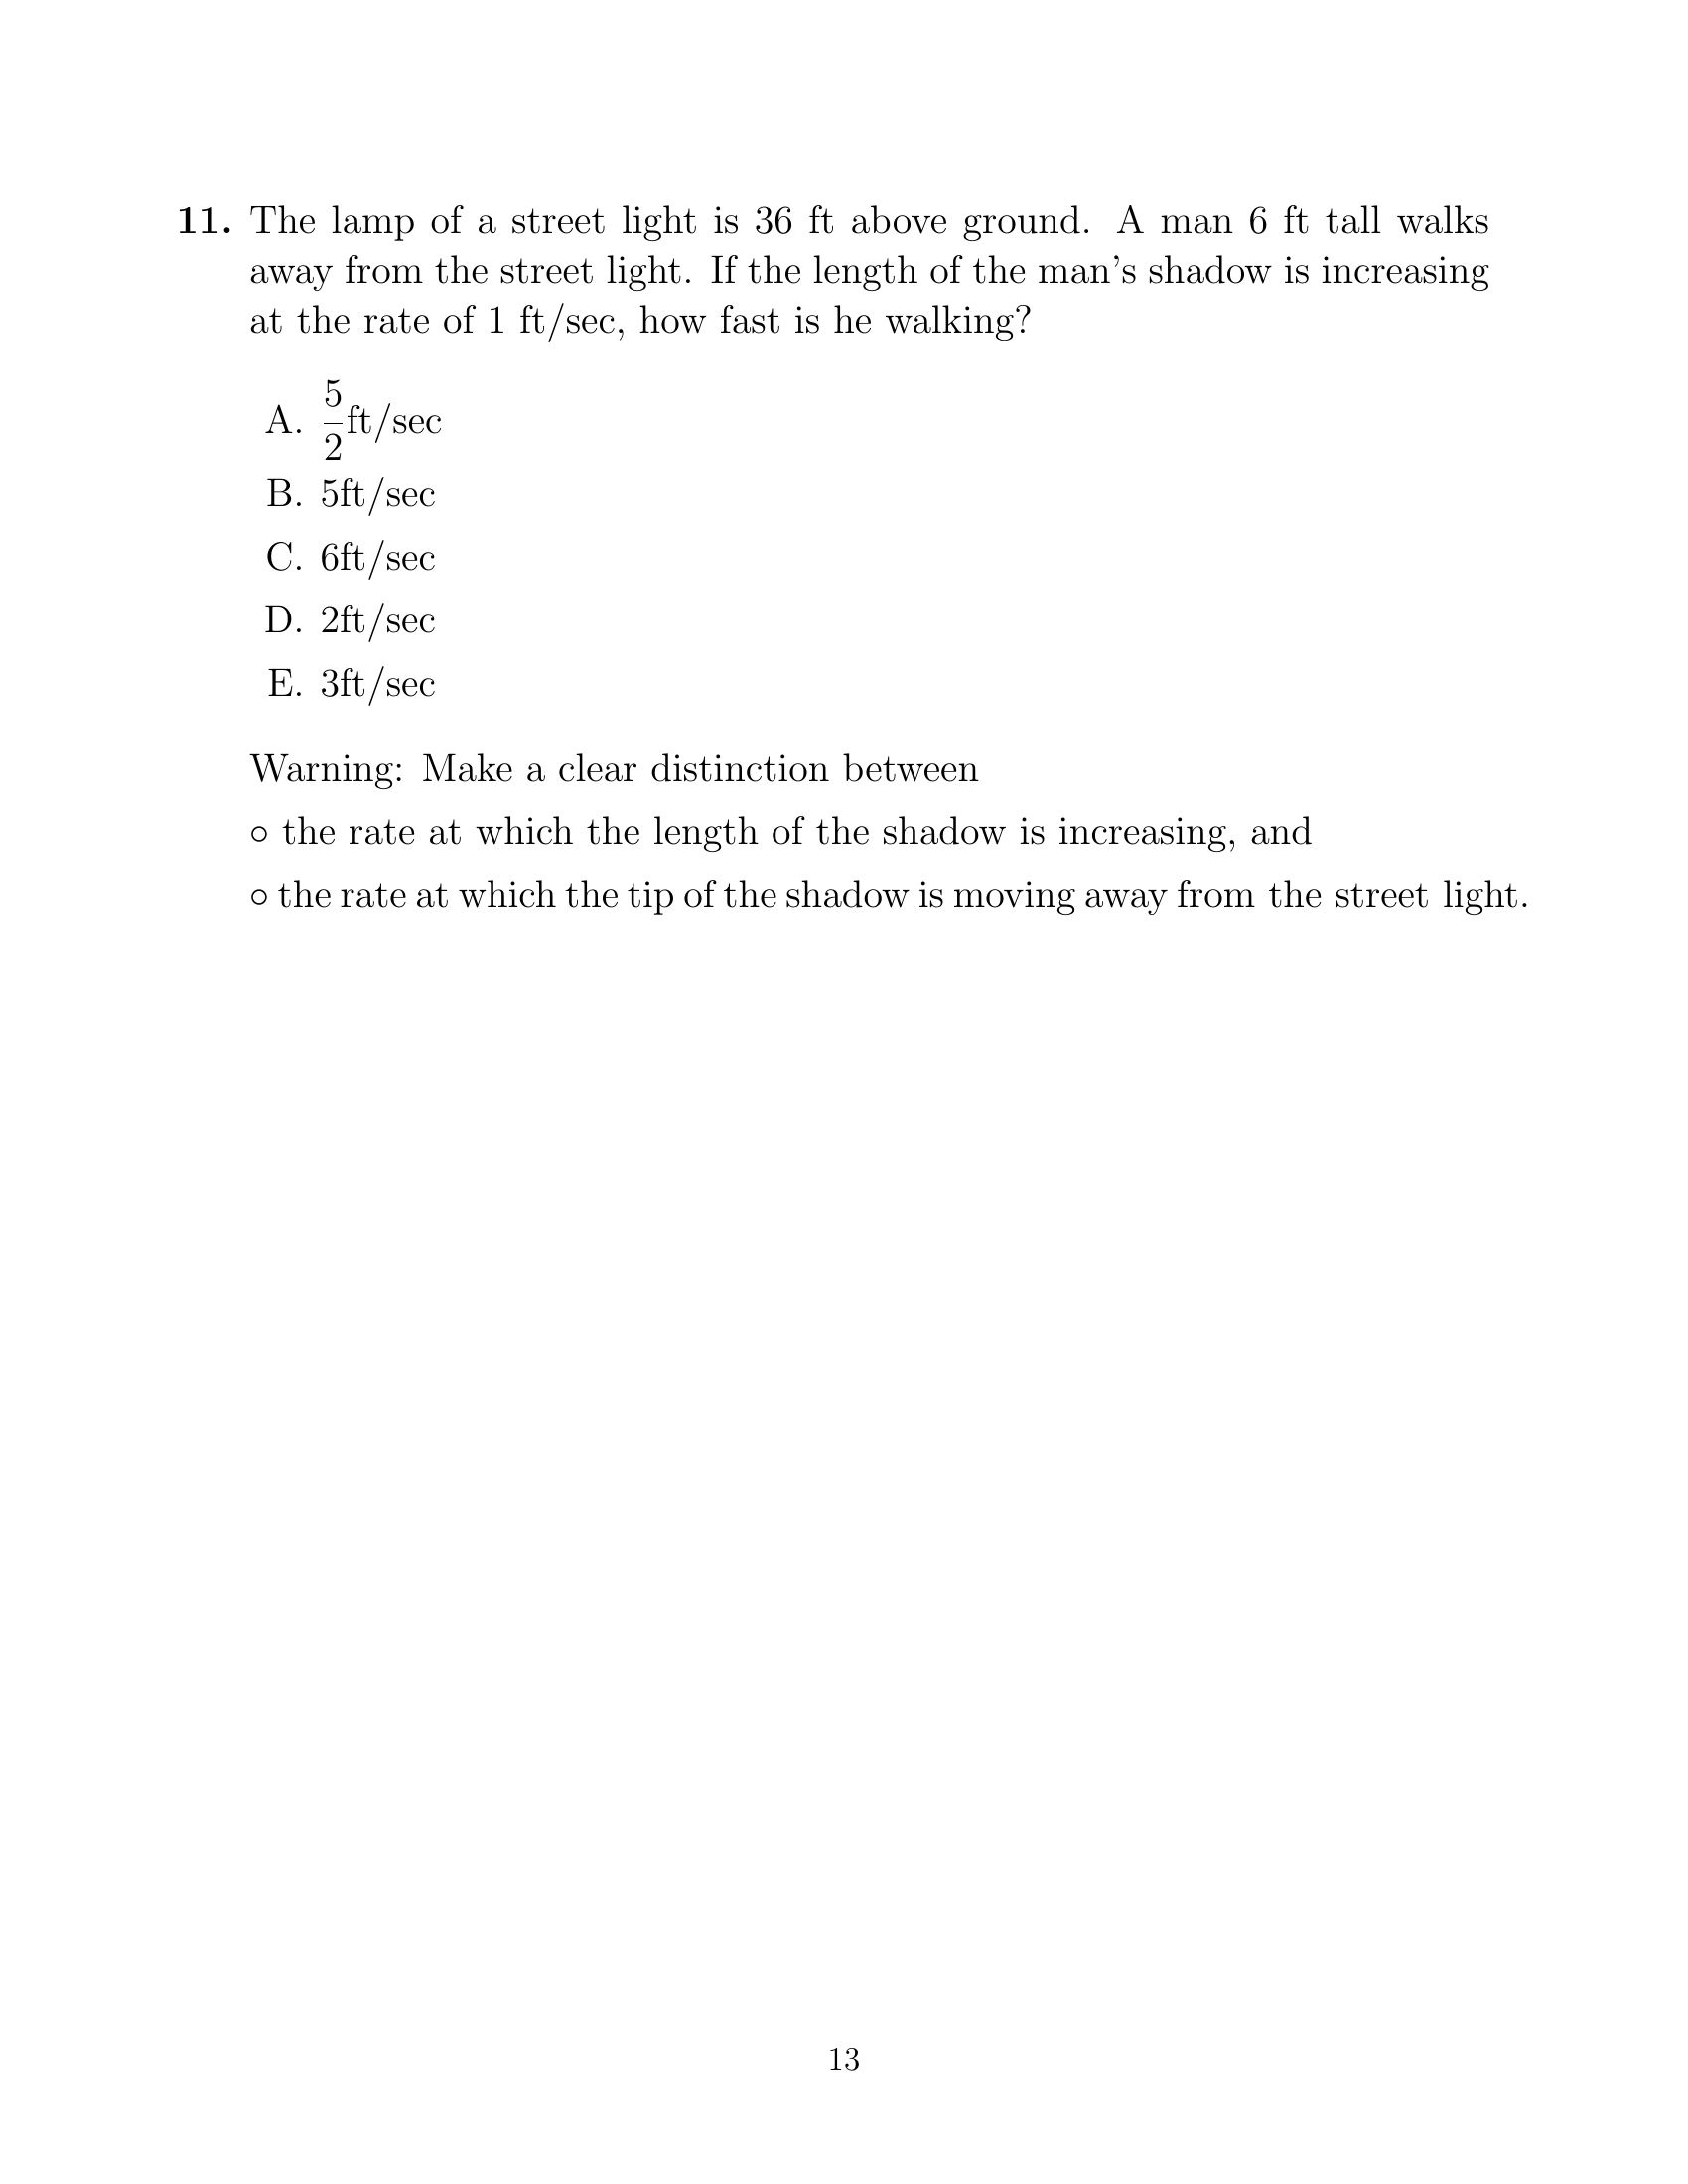 11. The lamp of a street light is 36 ft above ground. A man 6 ft tall walks
away from the street light. If the length of the man's shadow is increasing
at the rate of 1 ft/sec, how fast is he walking?
A. 5/2 ft/sec
B. 5ft/sec
C. 6ft/sec
D. 2ft/sec
E. 3ft/sec
Warning: Make a clear distinction between
◦ the rate at which the length of the shadow is increasing, and
◦ the rate at which the tip of the shadow is moving away from the street light.
13